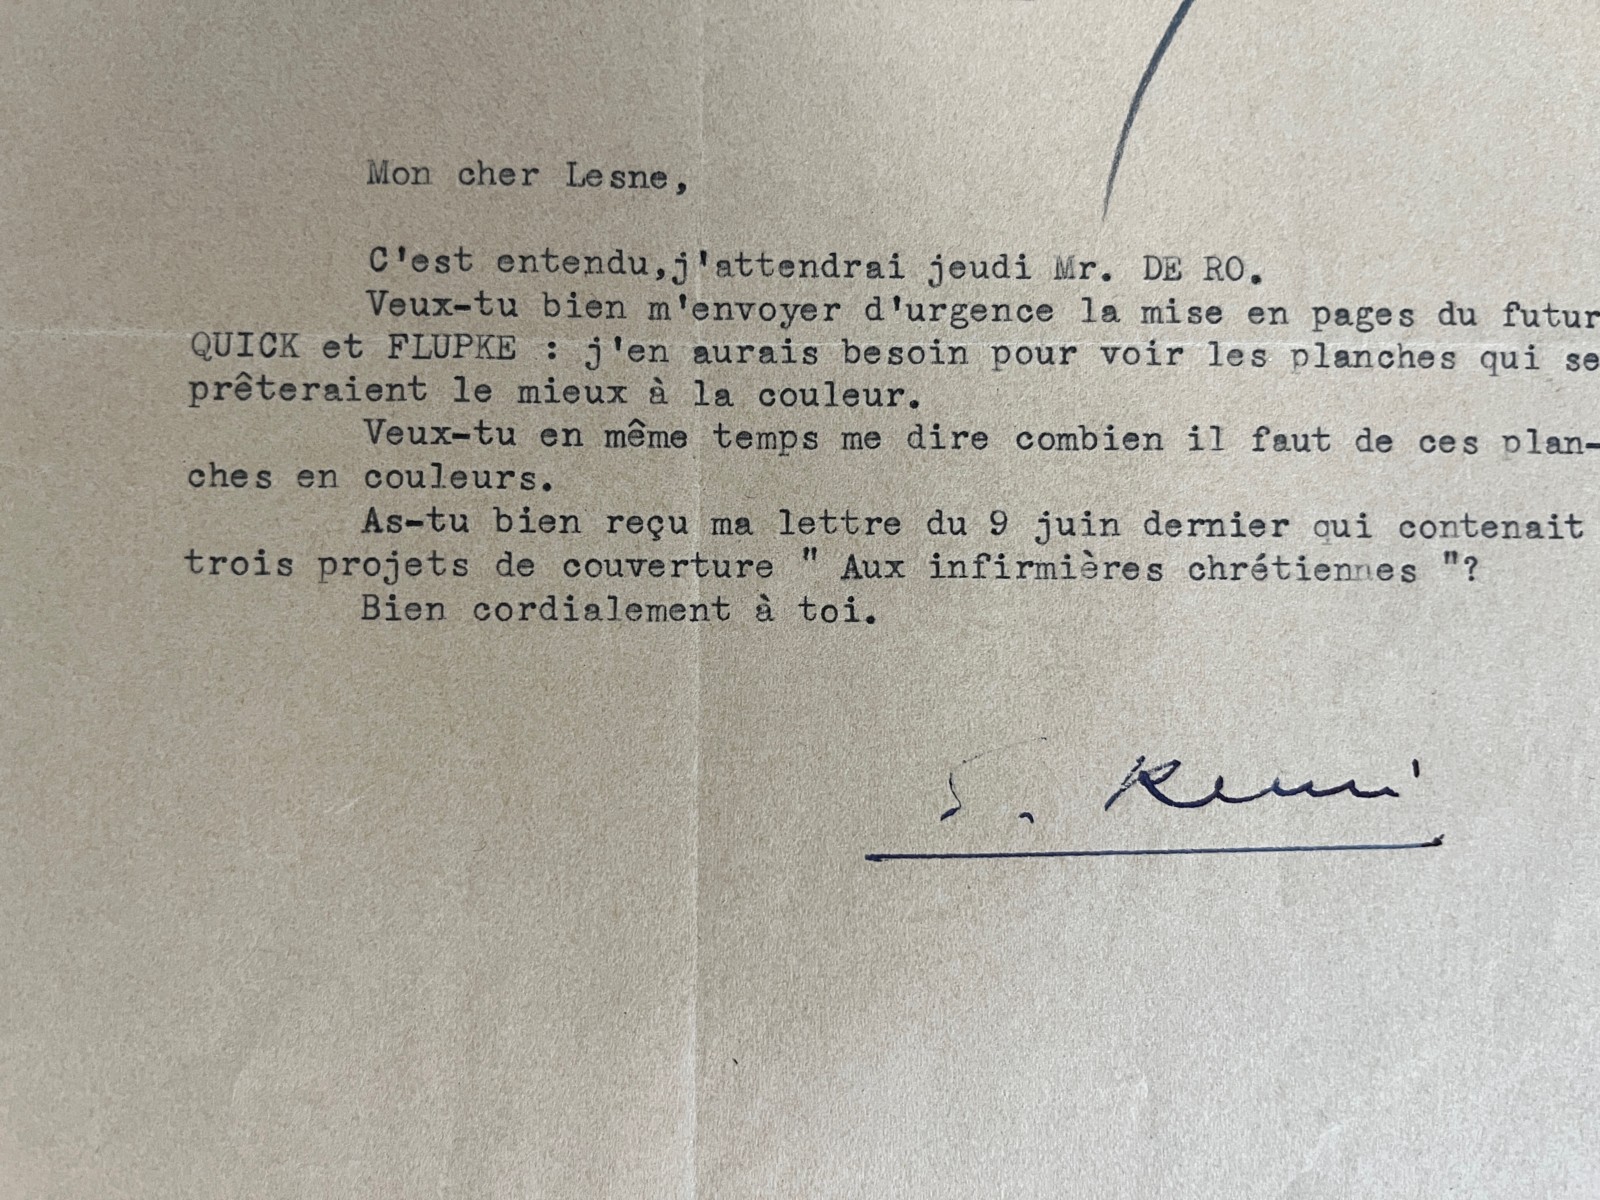 Mon cher Lesne,
C'est entendu,j'attendrai jeudi Mr. DE RO.
Veux-tu bien m'envoyer d'urgence la mise en pages du futur
QUICK et FLUPKE : j'en aurais besoin pour voir les planches qui se
prêteraient le mieux à la couleur.
Veux-tu en même temps me dire combien il faut de ces plan-
ches en couleurs.
As-tu bien reçu ma lettre du 9 juin dernier qui contenait
trois projets de couverture " Aux infirmières chrétiennes "?
Bien cordialement à toi.
Remi